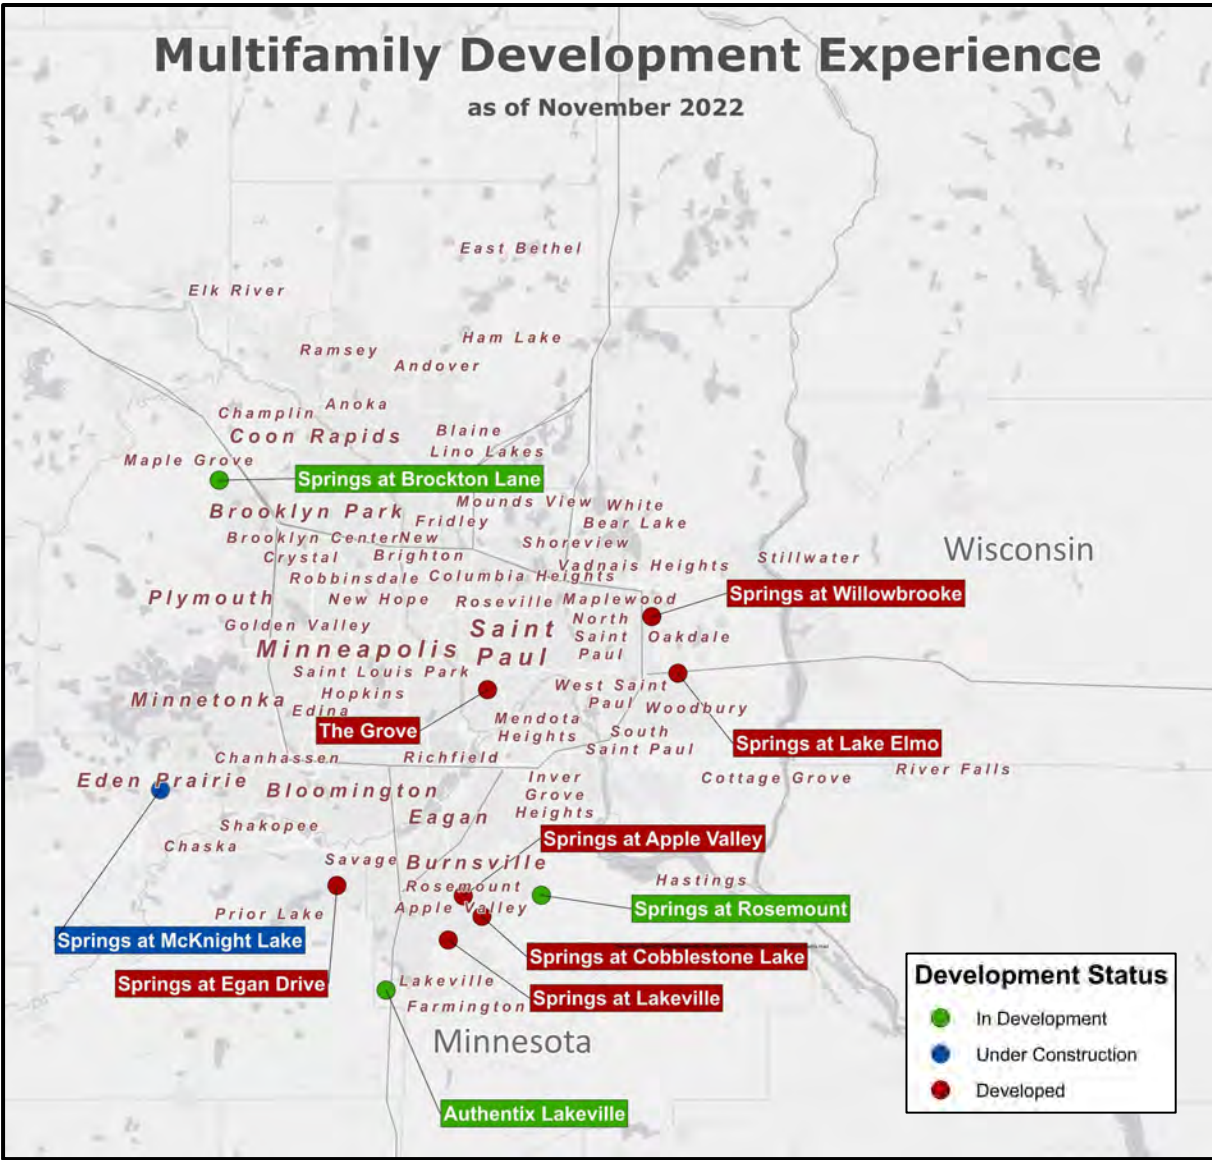 Multifamily Development Experience
as of November 2022
East Bethel
Elk River
Ham Lake
Ramsey
Andover
Anoka
Champlin
Coon Rapids
Blaine
Lino Lakes
Maple Grove
Springs at Brockton Lane
Mounds View
White
Bear Lake
Brooklyn Park
Fridley
Brooklyn Center
New
Brighton
Shoreview
Crystal
Vadnais Heights
Stillwater
Wisconsin
Robbinsdale
Columbia Heights
Springs at Willowbrooke
Plymouth
New Hope
Roseville
Maplewood
Golden Valley
North
Saint
Paul
Oakdale
Saint
Paul
Minneapolis
Saint Louis Park
Hopkins
West Saint
Paul
Minnetonka
Edina
Woodbury
The Grove
Mendota
Heights
South
Saint Paul
Springs at Lake Elmo
Chanhassen
Richfield
River Falls
Eden Prairie
Bloomington
Inver
Grove
Heights
Cottage Grove
Eagan
Shakopee
Springs at Apple Valley
Chaska
Savage
Burnsville
Rosemount
Hastings
Apple Valley
Springs at Rosemount
Prior Lake
Springs at McKnight Lake
Springs at Cobblestone Lake
Springs at Egan Drive
Lakeville
Springs at Lakeville
Farmington
Minnesota
Authentix Lakeville
Development Status
In Development
Under Construction
Developed